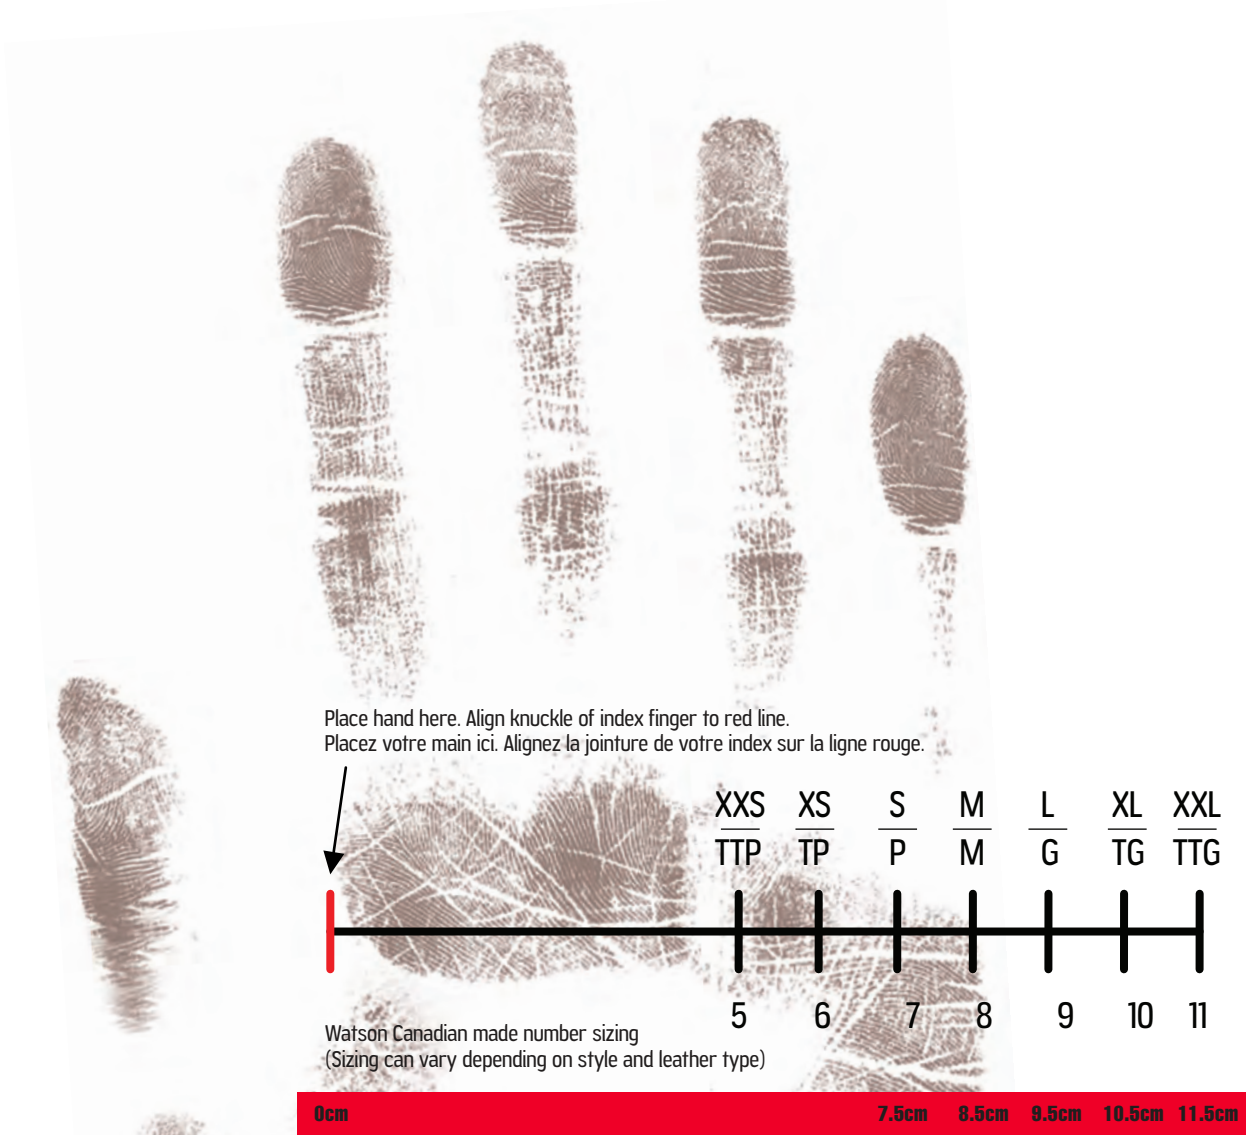 Place hand here. Align knuckle of index finger to red line.
Placez votre main ici. Alignez la jointure de votre index sur la ligne rouge.
XXS XS S M L XL XXL
TTP TP P M G TG TTG
5 6 7 8 9 10 11
Watson Canadian made number sizing
(Sizing can vary depending on style and leather type)
0cm 7.5cm 8.5cm 9.5cm 10.5cm 11.5cm